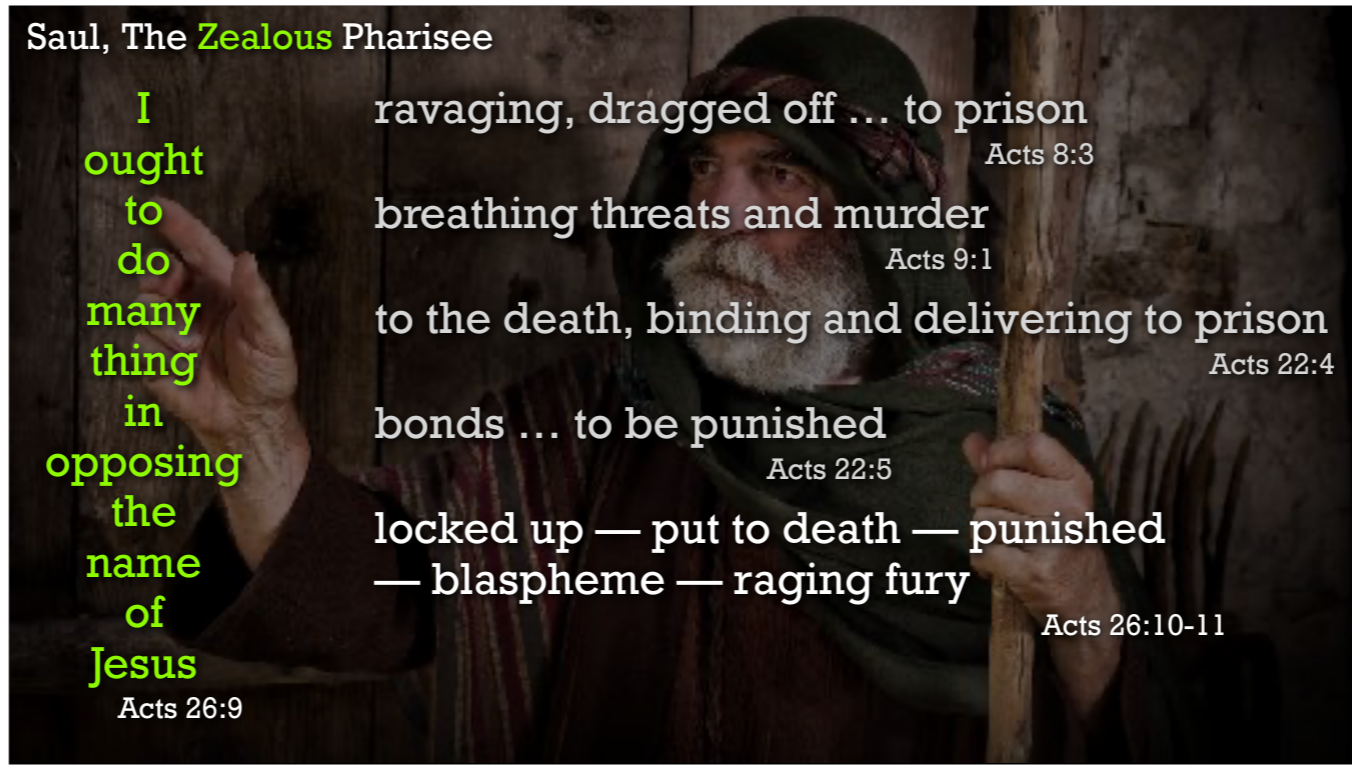 Saul, The Zealous Pharisee
I
ought
to
do
many
thing
in
opposing
the
name
of
Jesus
Acts 26:9
ravaging, dragged off … to prison
Acts 8:3
breathing threats and murder
Acts 9:1
to the death, binding and delivering to prison
Acts 22:4
bonds … to be punished
Acts 22:5
locked up — put to death — punished
— blaspheme — raging fury
Acts 26:10-11